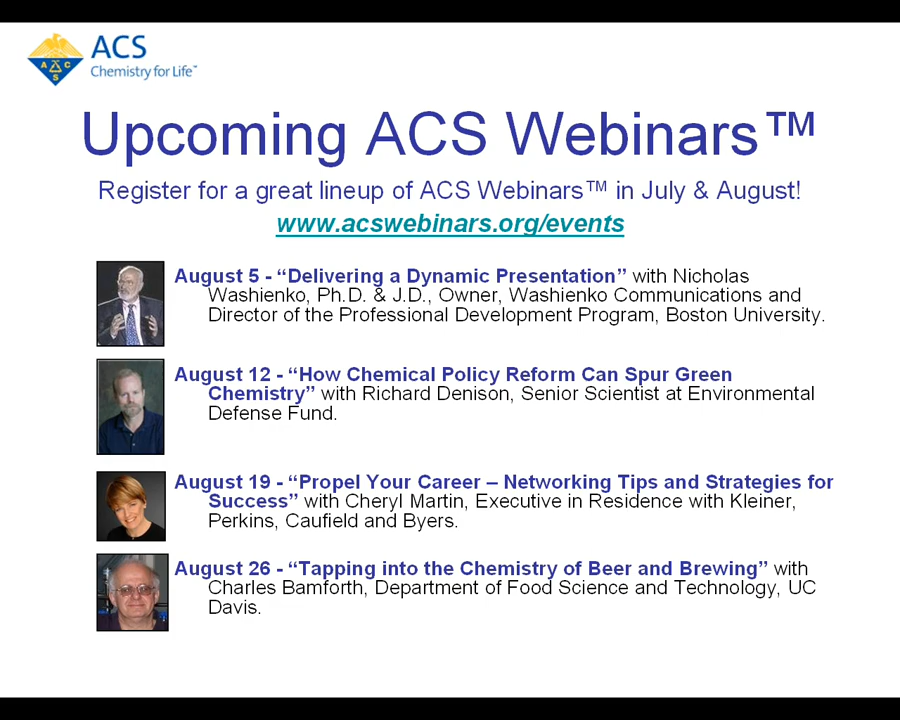 ACS
Chemistry for Life™
A C S
Upcoming ACS Webinars™
Register for a great lineup of ACS Webinars™ in July & August!
www.acswebinars.org/events
August 5 - “Delivering a Dynamic Presentation” with Nicholas
Washienko, Ph.D. & J.D., Owner, Washienko Communications and
Director of the Professional Development Program, Boston University.
August 12 - “How Chemical Policy Reform Can Spur Green
Chemistry” with Richard Denison, Senior Scientist at Environmental
Defense Fund.
August 19 - “Propel Your Career – Networking Tips and Strategies for
Success” with Cheryl Martin, Executive in Residence with Kleiner,
Perkins, Caufield and Byers.
August 26 - “Tapping into the Chemistry of Beer and Brewing” with
Charles Bamforth, Department of Food Science and Technology, UC
Davis.